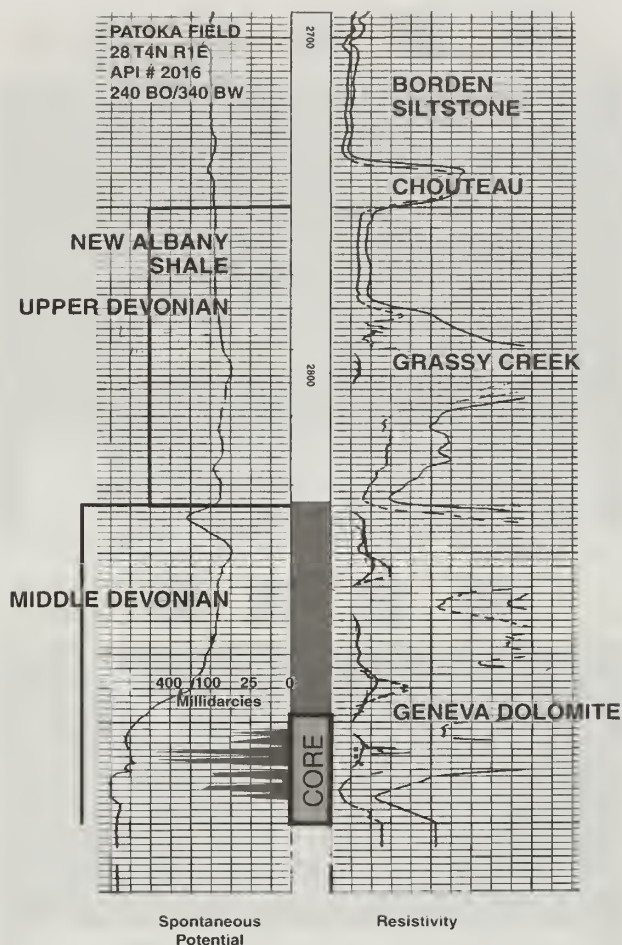 PATOKA FIELD
28 T4N R1E
API # 2016
240 BO/340 BW
2700
BORDEN
SILTSTONE
CHOUTEAU
NEW ALBANY
SHALE
UPPER DEVONIAN
GRASSY CREEK
2800
MIDDLE DEVONIAN
400 100 25 0
Millidarcies
GENEVA DOLOMITE
CORE
Spontaneous
Potential
Resistivity